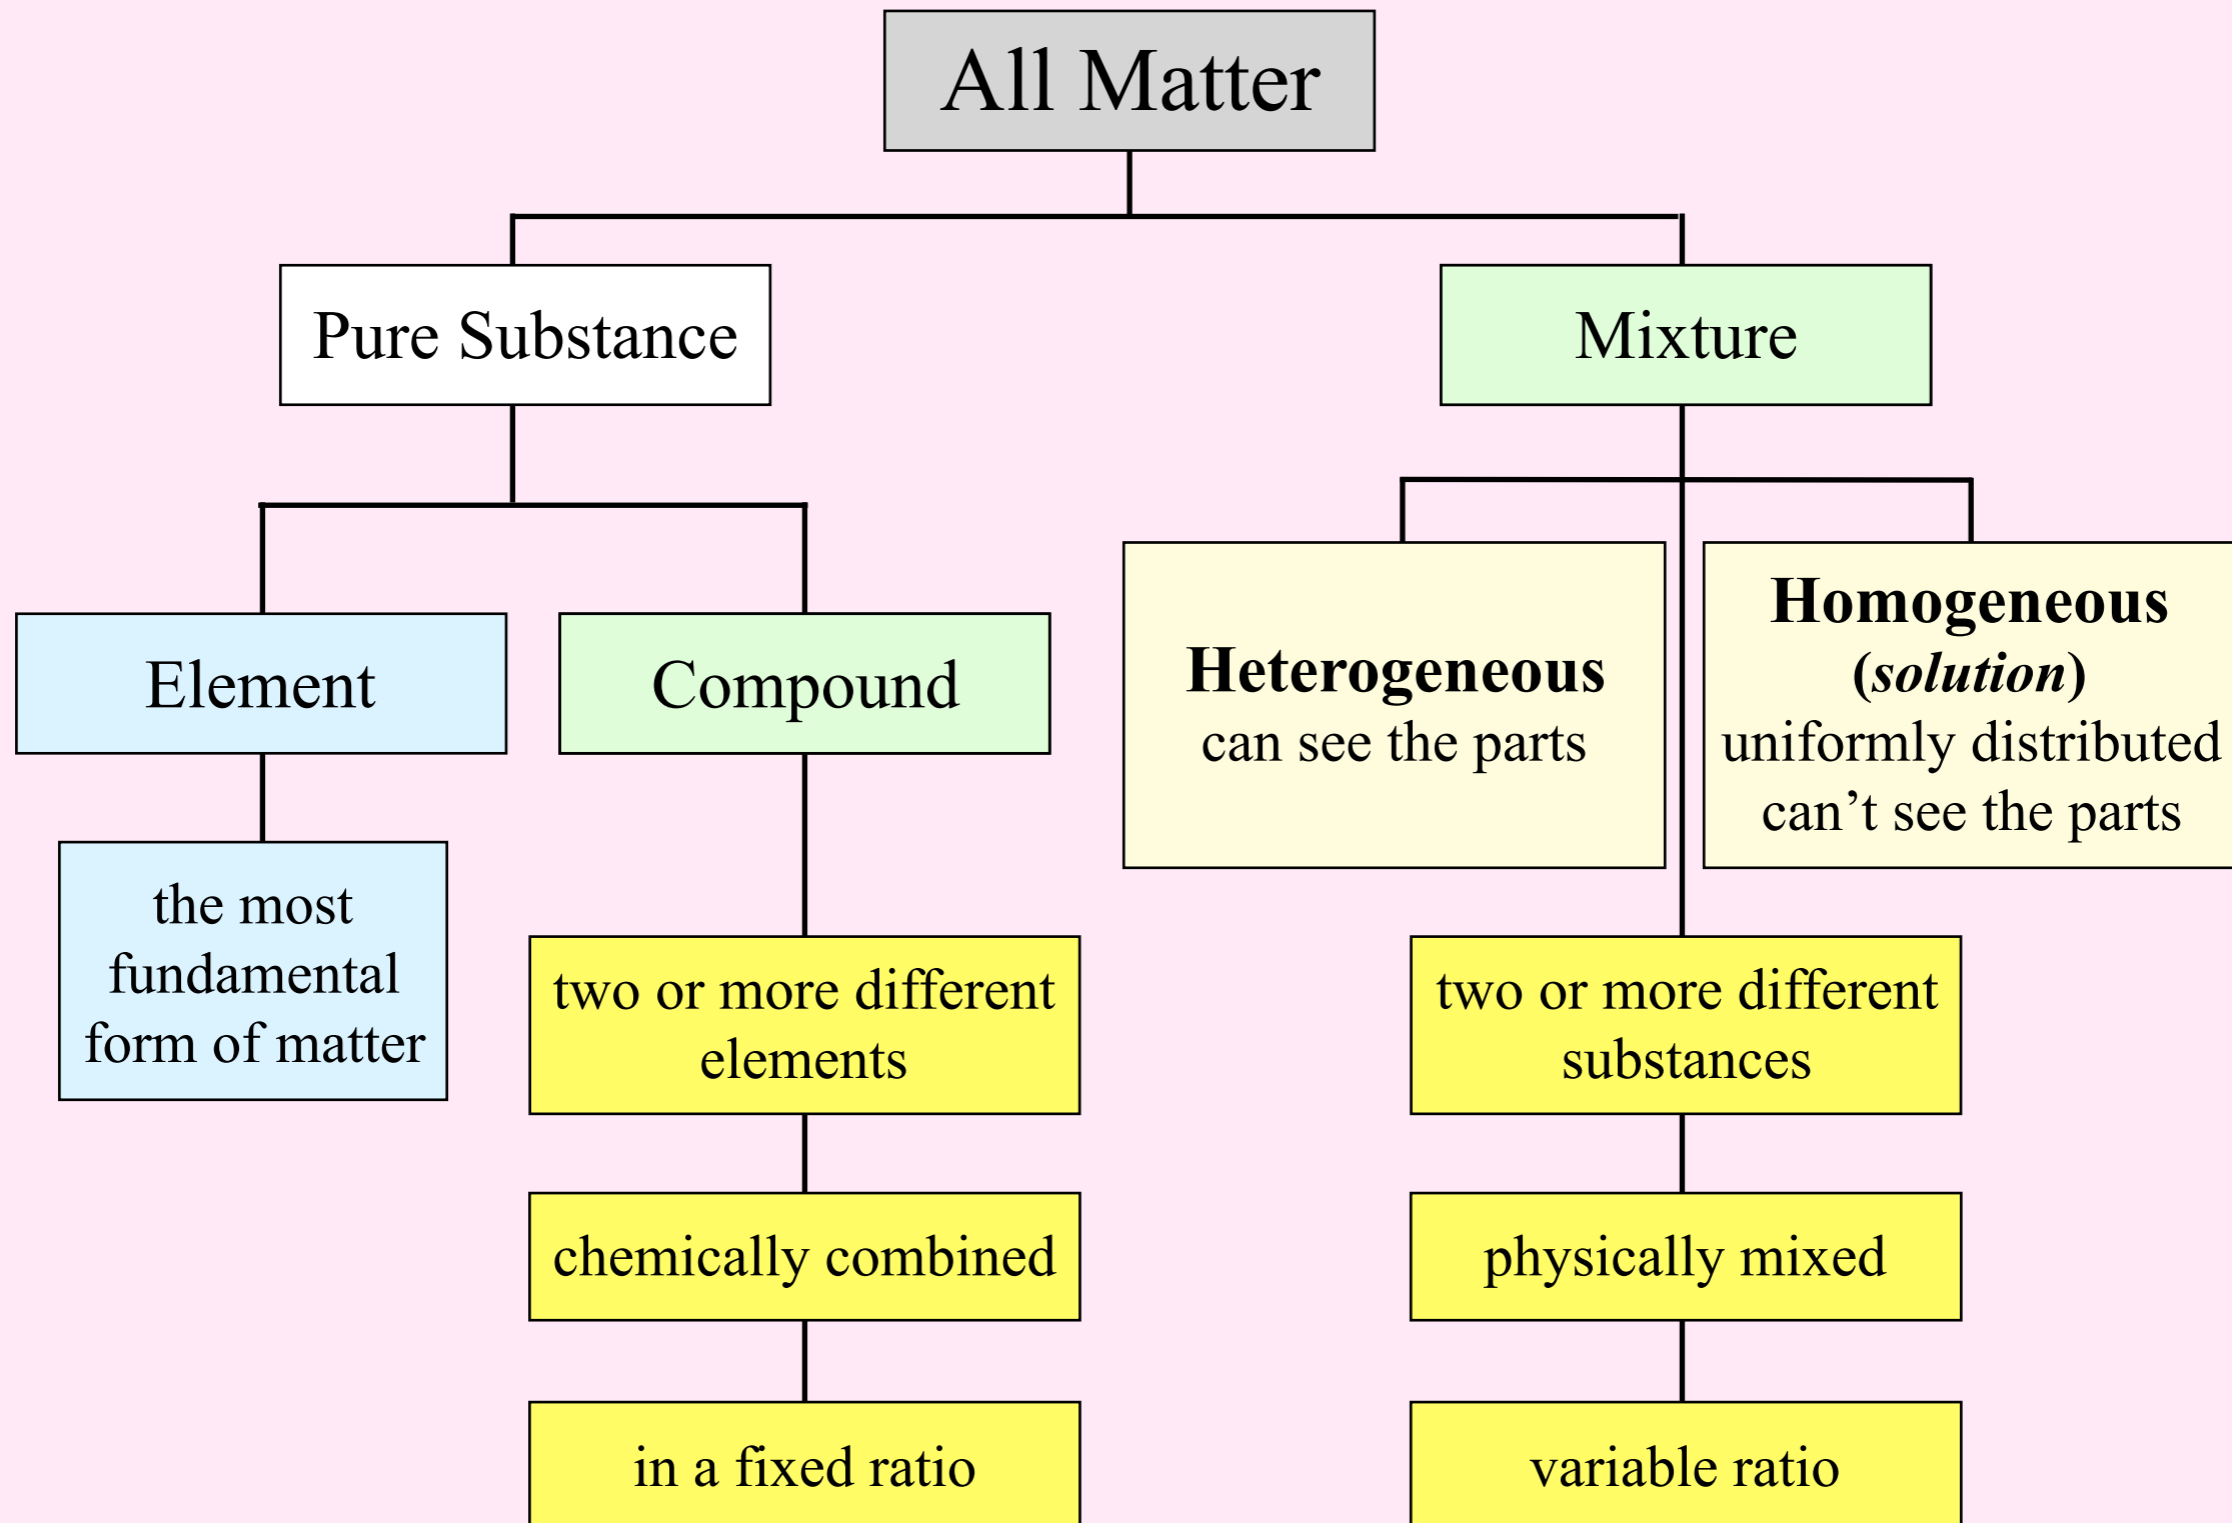 All Matter
Pure Substance
Mixture
Element
Compound
Heterogeneous
can see the parts
Homogeneous
(solution)
uniformly distributed
can’t see the parts
the most
fundamental
form of matter
two or more different
elements
two or more different
substances
chemically combined
physically mixed
in a fixed ratio
variable ratio